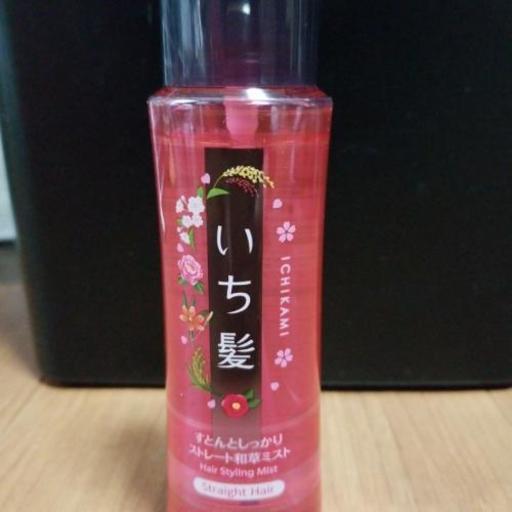 いち髪
ICHIKAMI
すとんとしっかり
ストレート和草ミスト
Hair Styling Mist
Straight Hair